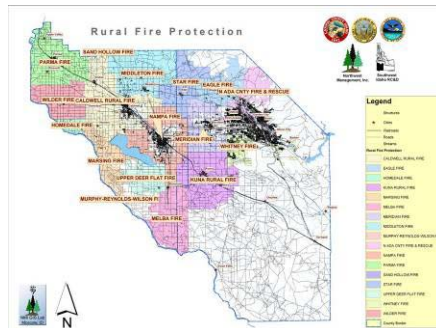 Rural Fire Protection
SAND HOLLOW FIRE
PARMA FIRE
MIDDLETON FIRE
STAR FIRE
EAGLE FIRE
N ADA CNTY FIRE & RESCUE
WILDER FIRE
CALDWELL RURAL FIRE
NAMPA FIRE
HOMEDALE FIRE
MERIDIAN FIRE
WHITNEY FIRE
MARSING FIRE
UPPER DEER FLAT FIRE
KUNA RURAL FIRE
MURPHY-REYNOLDS-WILSON FI
MELBA FIRE
N
Northwest
Management, Inc.
Southwest
Idaho RC&D
Legend
Structures
Cities
Railroads
Roads
Streams
Rural Fire Protection
CALDWELL RURAL FIRE
EAGLE FIRE
HOMEDALE FIRE
KUNA RURAL FIRE
MARSING FIRE
MELBA FIRE
MERIDIAN FIRE
MIDDLETON FIRE
MURPHY-REYNOLDS-WILSON
N ADA CNTY FIRE & RESCUE
NAMPA FIRE
PARMA FIRE
SAND HOLLOW FIRE
STAR FIRE
UPPER DEER FLAT FIRE
WHITNEY FIRE
WILDER FIRE
County Border